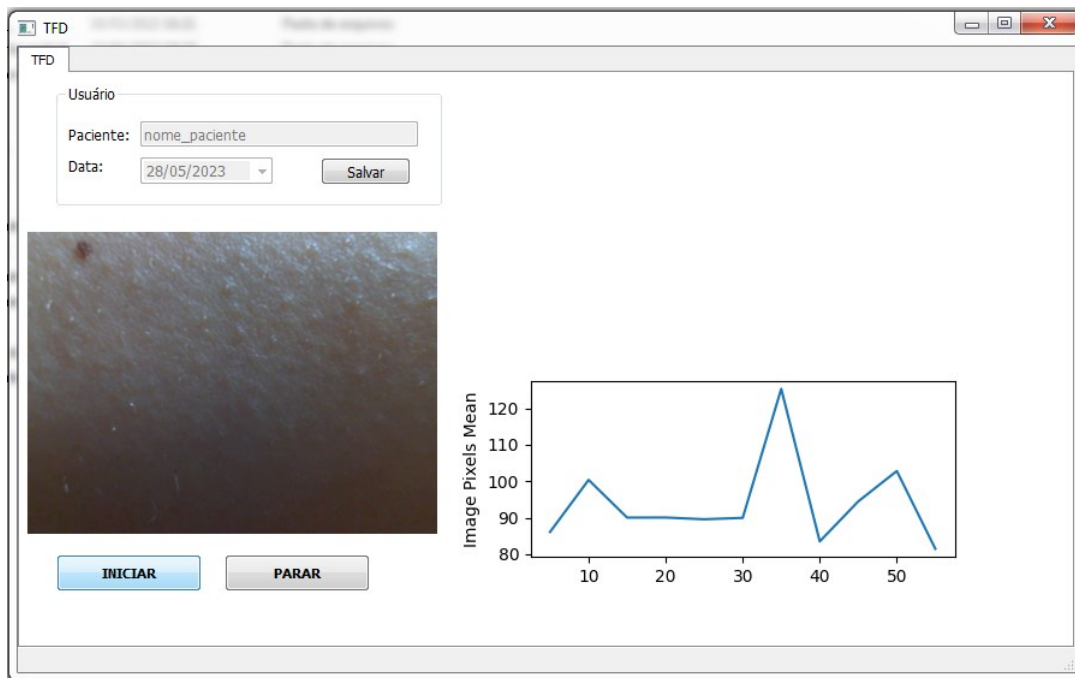 TFD
TFD
Usuário
Paciente: nome_paciente
Data: 28/05/2023 Salvar
INICIAR PARAR
Image Pixels Mean
120
110
100
90
80
10 20 30 40 50